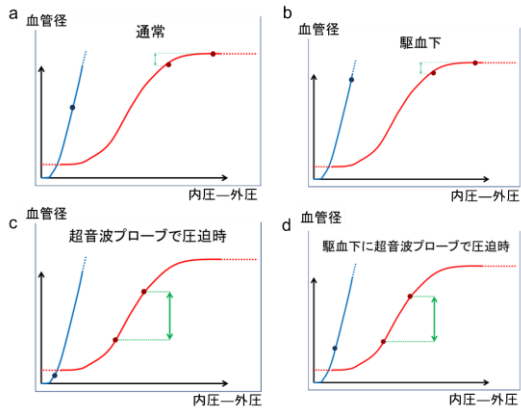 a
血管径
通常
内圧―外圧
b
血管径
駆血下
内圧―外圧
c
血管径
超音波プローブで圧迫時
内圧―外圧
d
血管径
駆血下に超音波プローブで圧迫時
内圧―外圧